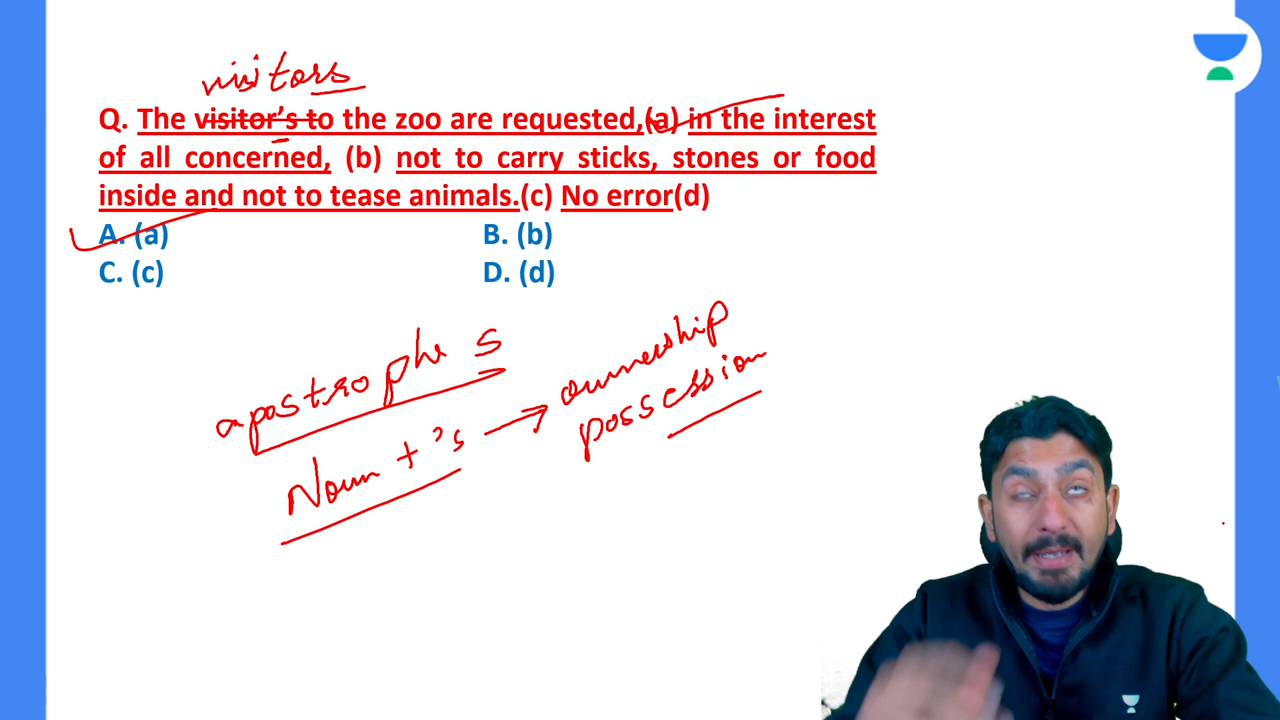 visitors
Q. The visitor's to the zoo are requested,(a) in the interest
of all concerned, (b) not to carry sticks, stones or food
inside and not to tease animals.(c) No error(d)
A. (a) B. (b)
C. (c) D. (d)
apostrophe s
Noun + 's → ownership
possession